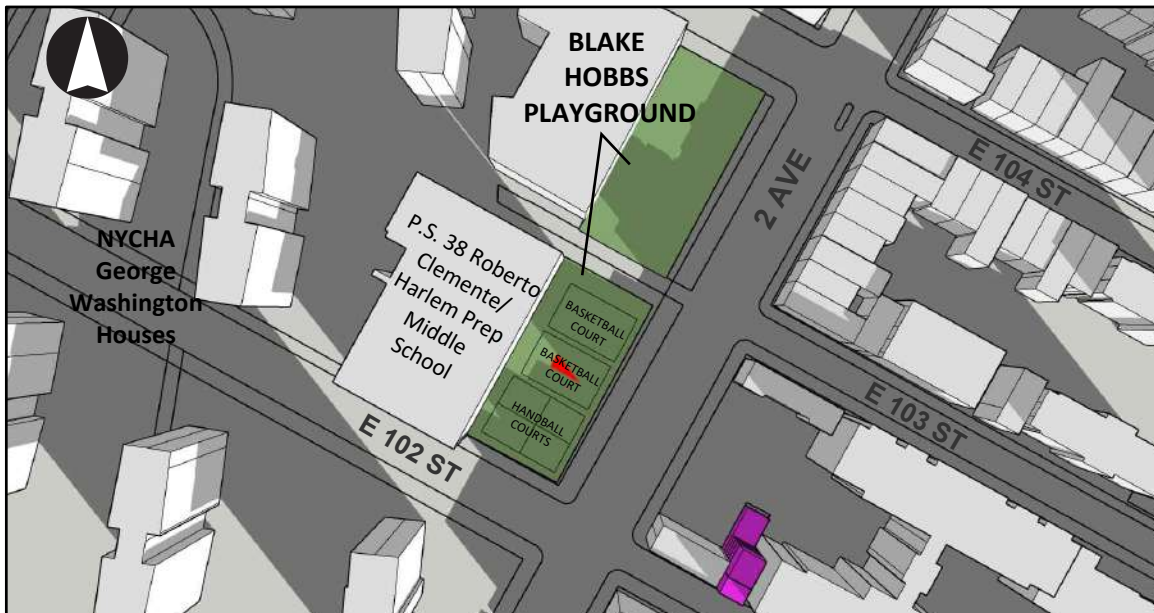 BLAKE
HOBBS
PLAYGROUND
2 AVE
E 104 ST
NYCHA
George
Washington
Houses
P.S. 38 Roberto
Clemente/
Harlem Prep
Middle
School
BASKETBALL
COURT
BASKETBALL
COURT
HANDBALL
COURTS
E 102 ST
E 103 ST